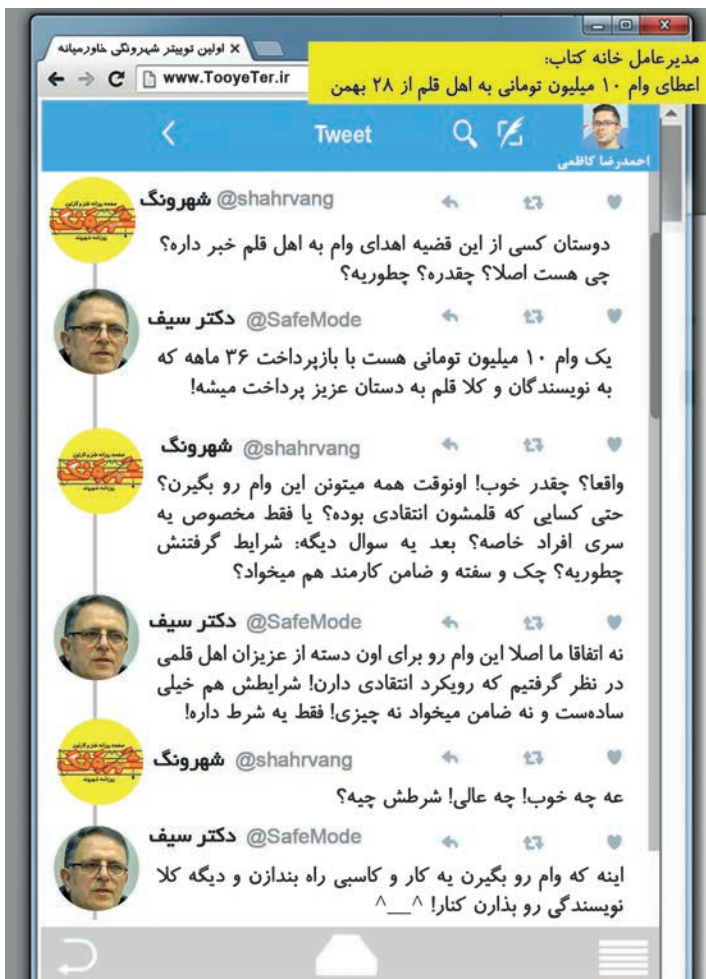 اولین توییتر شهرونگی خاورمیانه
www.TooyeTer.ir
مدیرعامل خانه کتاب:
اعطای وام ۱۰ میلیون تومانی به اهل قلم از ۲۸ بهمن
Tweet
احمدرضا کاظمی
شهرونگ @shahrvang
دوستان کسی از این قضیه اهدای وام به اهل قلم خبر داره؟
چی هست اصلا؟ چقدره؟ چطوریه؟
دکتر سیف @SafeMode
یک وام ۱۰ میلیون تومانی هست با بازپرداخت ۳۶ ماهه که
به نویسندگان و کلا قلم به دستان عزیز پرداخت میشه!
شهرونگ @shahrvang
واقعا؟ چقدر خوب! اونوقت همه میتونن این وام رو بگیرن؟
حتی کسایی که قلمشون انتقادی بوده؟ یا فقط مخصوص یه
سری افراد خاصه؟ بعد یه سوال دیگه: شرایط گرفتنش
چطوریه؟ چک و سفته و ضامن کارمند هم میخواد؟
دکتر سیف @SafeMode
نه اتفاقا ما اصلا این وام رو برای اون دسته از عزیزان اهل قلمی
در نظر گرفتیم که رویکرد انتقادی دارن! شرایطش هم خیلی
ساده‌ست و نه ضامن میخواد نه چیزی! فقط یه شرط داره!
شهرونگ @shahrvang
عه چه خوب! چه عالی! شرطش چیه؟
دکتر سیف @SafeMode
اینه که وام رو بگیرن یه کار و کاسبی راه بندازن و دیگه کلا
نویسندگی رو بذارن کنار! ^__^